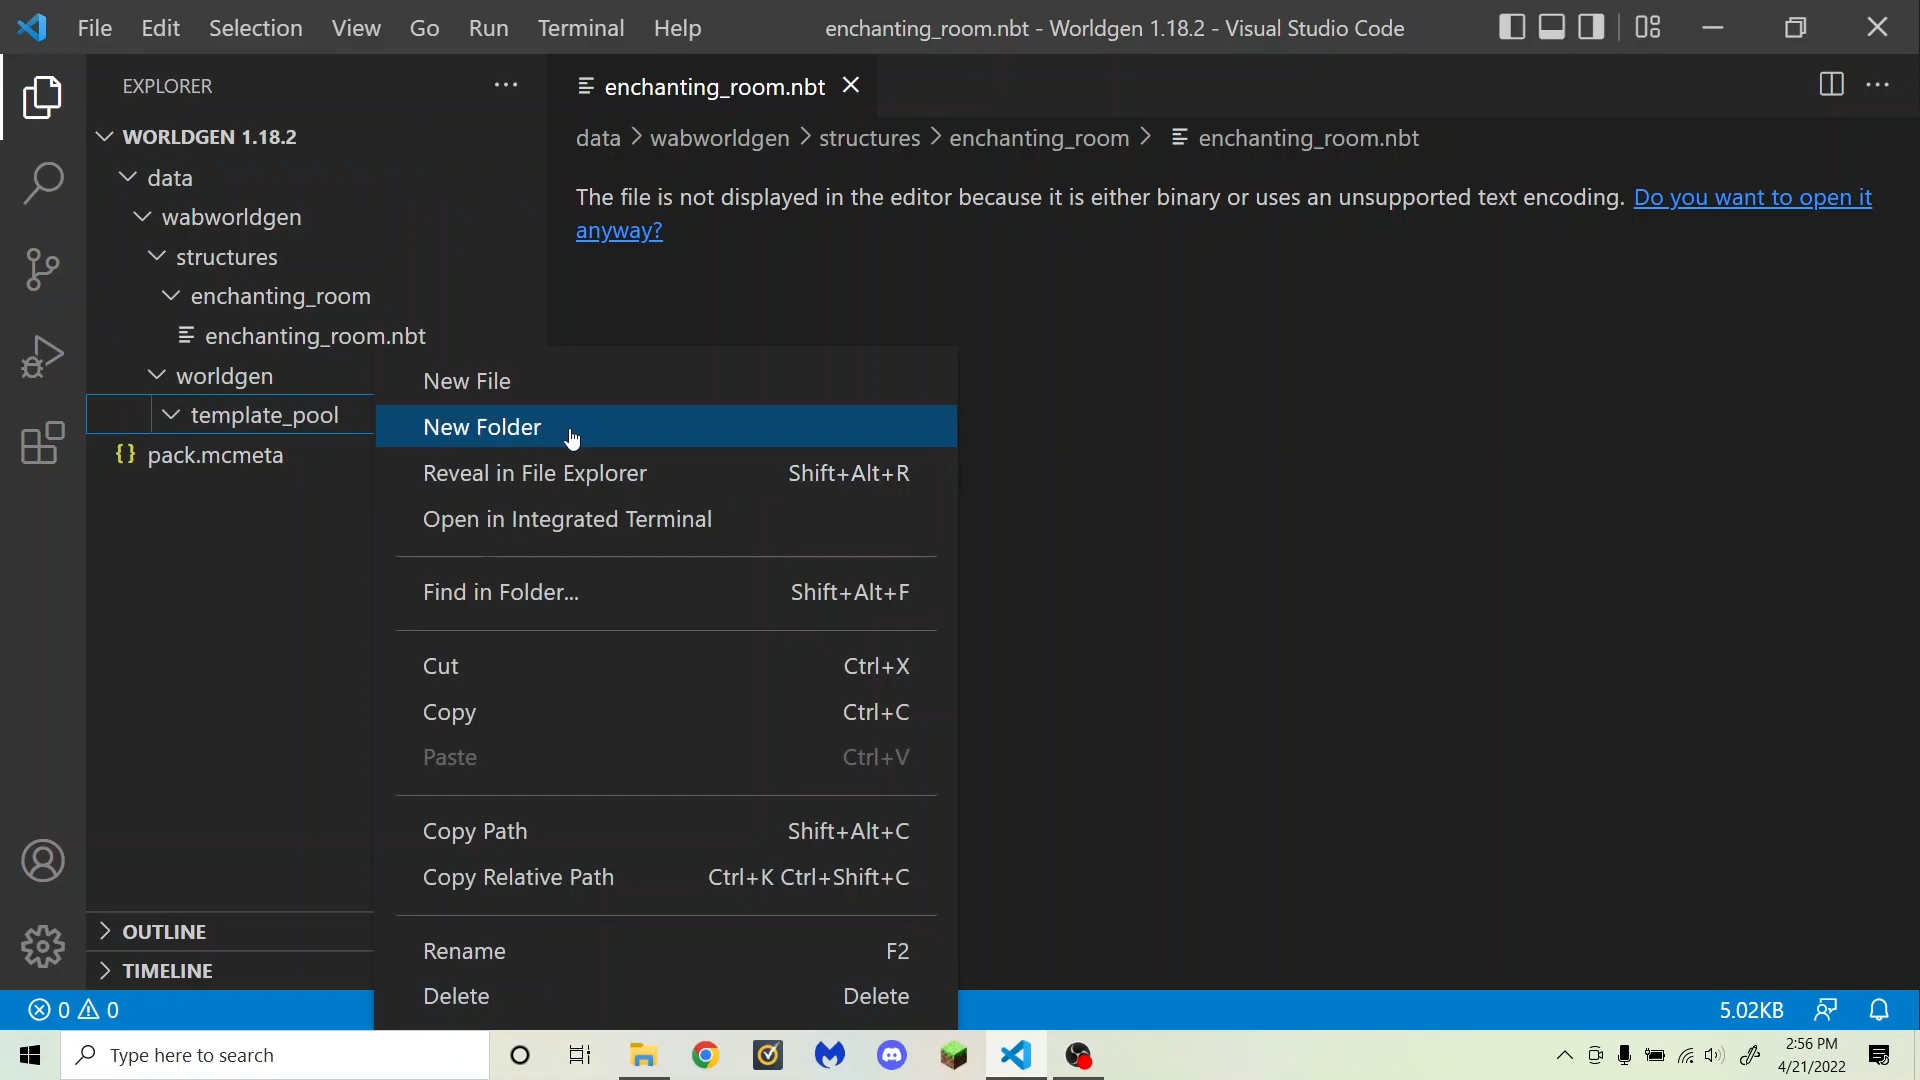 File Edit Selection View Go Run Terminal Help enchanting_room.nbt - Worldgen 1.18.2 - Visual Studio Code
EXPLORER
enchanting_room.nbt
WORLDGEN 1.18.2
data wabworldgen structures enchanting_room enchanting_room.nbt
data
The file is not displayed in the editor because it is either binary or uses an unsupported text encoding. Do you want to open it
anyway?
wabworldgen
structures
enchanting_room
enchanting_room.nbt
worldgen
template_pool
{} pack.mcmeta
New File
New Folder
Reveal in File Explorer Shift+Alt+R
Open in Integrated Terminal
Find in Folder... Shift+Alt+F
Cut Ctrl+X
Copy Ctrl+C
Paste Ctrl+V
Copy Path Shift+Alt+C
Copy Relative Path Ctrl+K Ctrl+Shift+C
Rename F2
Delete Delete
OUTLINE
TIMELINE
0 0 5.02KB
Type here to search
2:56 PM
4/21/2022